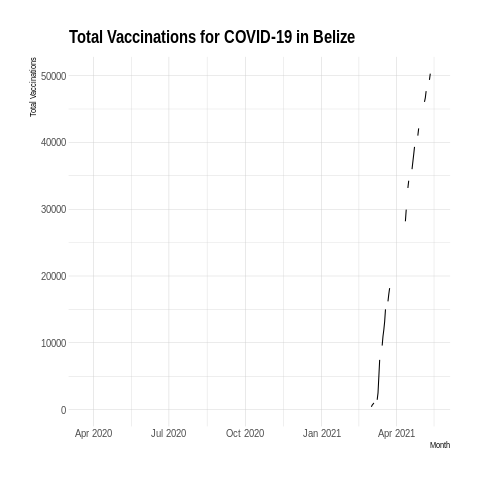 Total Vaccinations for COVID-19 in Belize
Total Vaccinations
50000
40000
30000
20000
10000
0
Apr 2020 Jul 2020 Oct 2020 Jan 2021 Apr 2021
Month